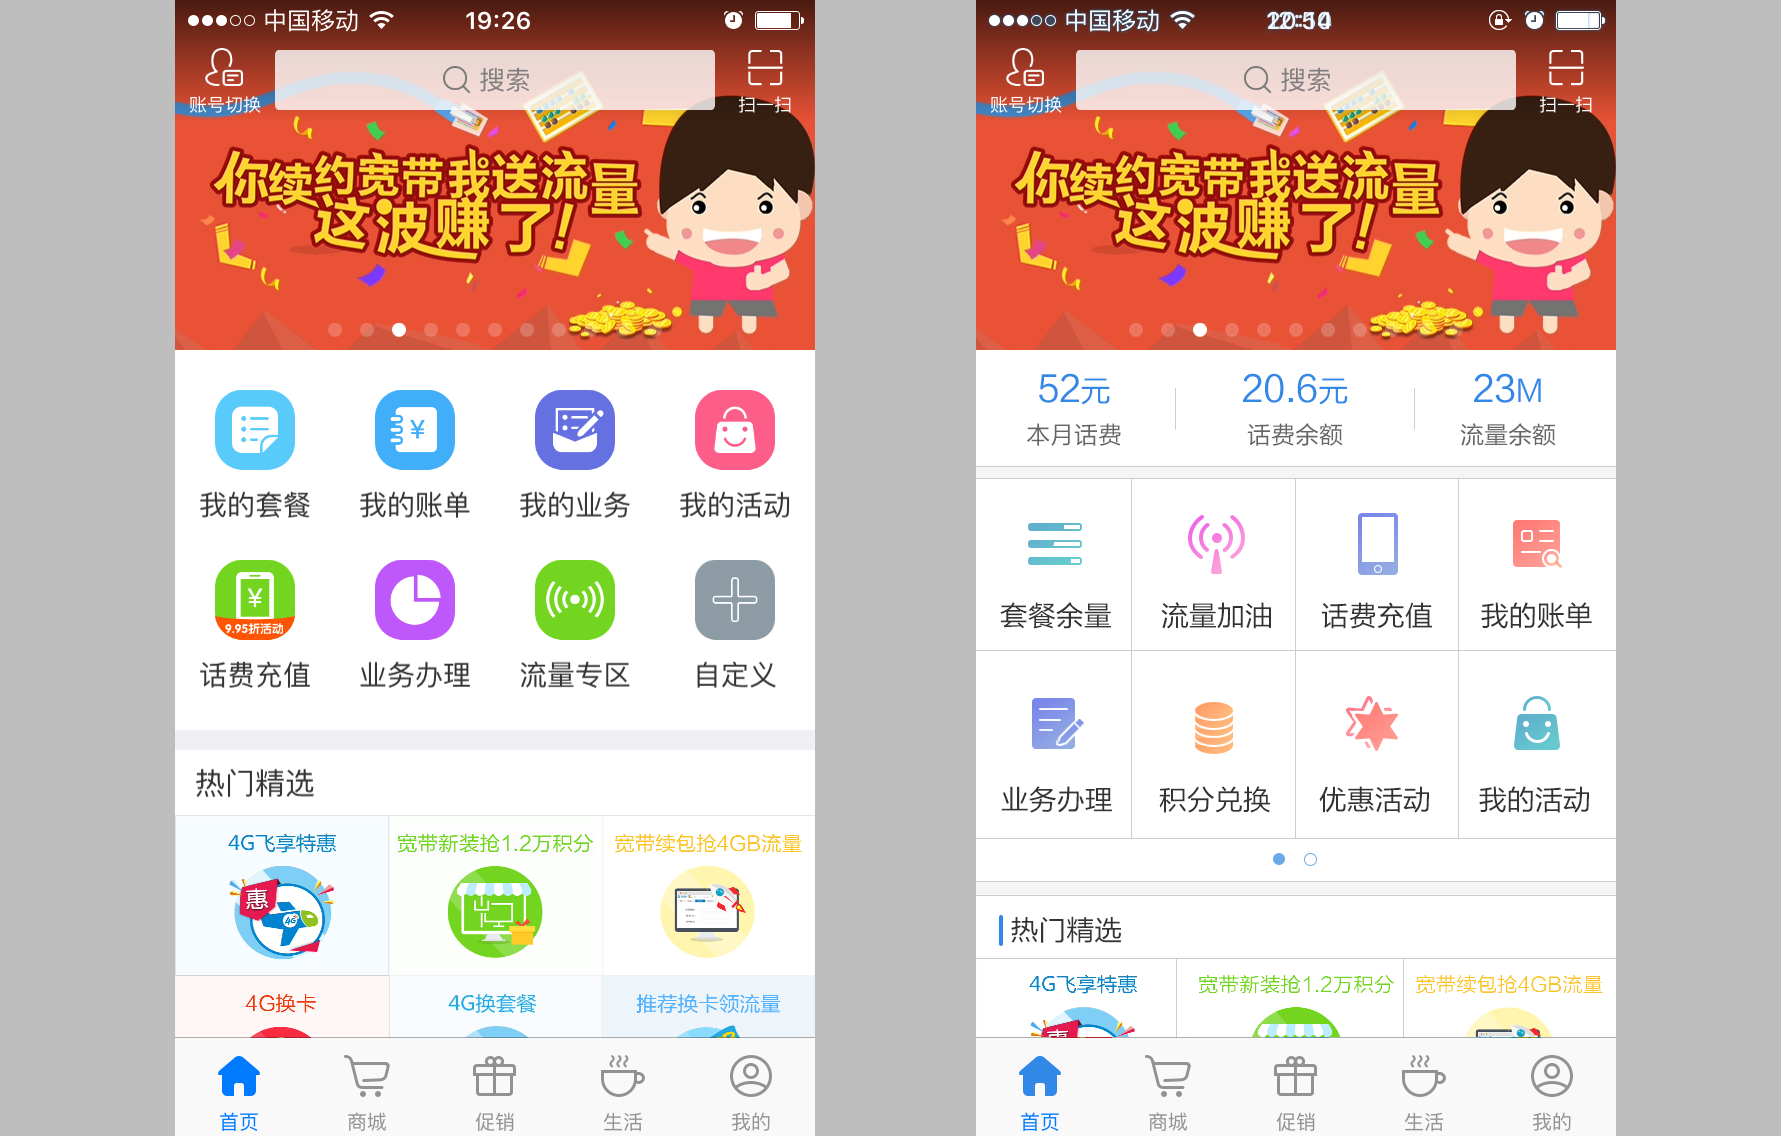 中国移动
19:26
账号切换
搜索
扫一扫
你续约宽带我送流量
这波赚了!
我的套餐
我的账单
我的业务
我的活动
9.95折活动
话费充值
业务办理
流量专区
自定义
热门精选
4G飞享特惠
宽带新装抢1.2万积分
宽带续包抢4GB流量
惠
4G
4G换卡
4G换套餐
推荐换卡领流量
首页
商城
促销
生活
我的
中国移动
账号切换
搜索
扫一扫
你续约宽带我送流量
这波赚了!
52元
20.6元
23M
本月话费
话费余额
流量余额
套餐余量
流量加油
话费充值
我的账单
业务办理
积分兑换
优惠活动
我的活动
热门精选
4G飞享特惠
宽带新装抢1.2万积分
宽带续包抢4GB流量
首页
商城
促销
生活
我的